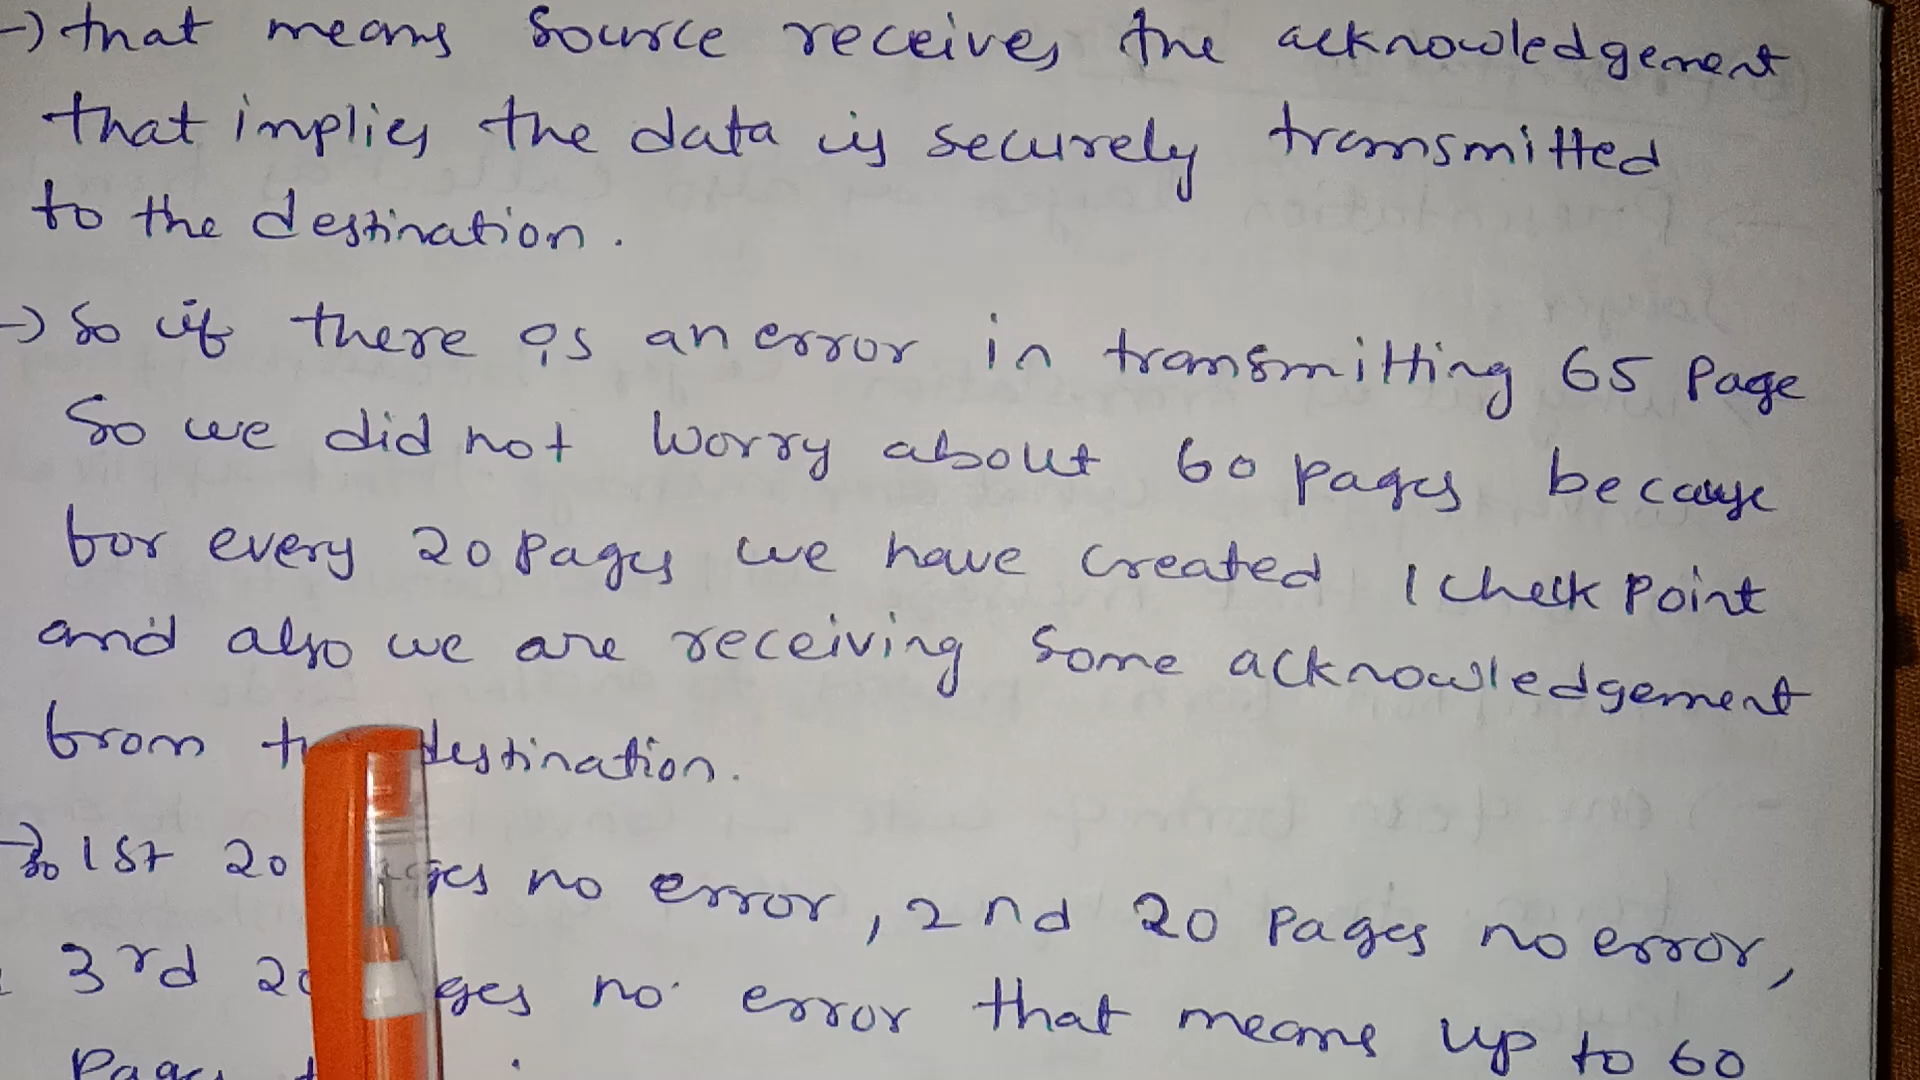 → that means source receives the acknowledgement
that implies the data is securely transmitted
to the destination.
→ So if there is an error in transmitting 65 page
So we did not worry about 60 pages because
for every 20 pages we have created 1 check point
and also we are receiving some acknowledgement
from destination.
→ So 1st 20 no error, 2nd 20 pages no error,
3rd no error that means up to 60